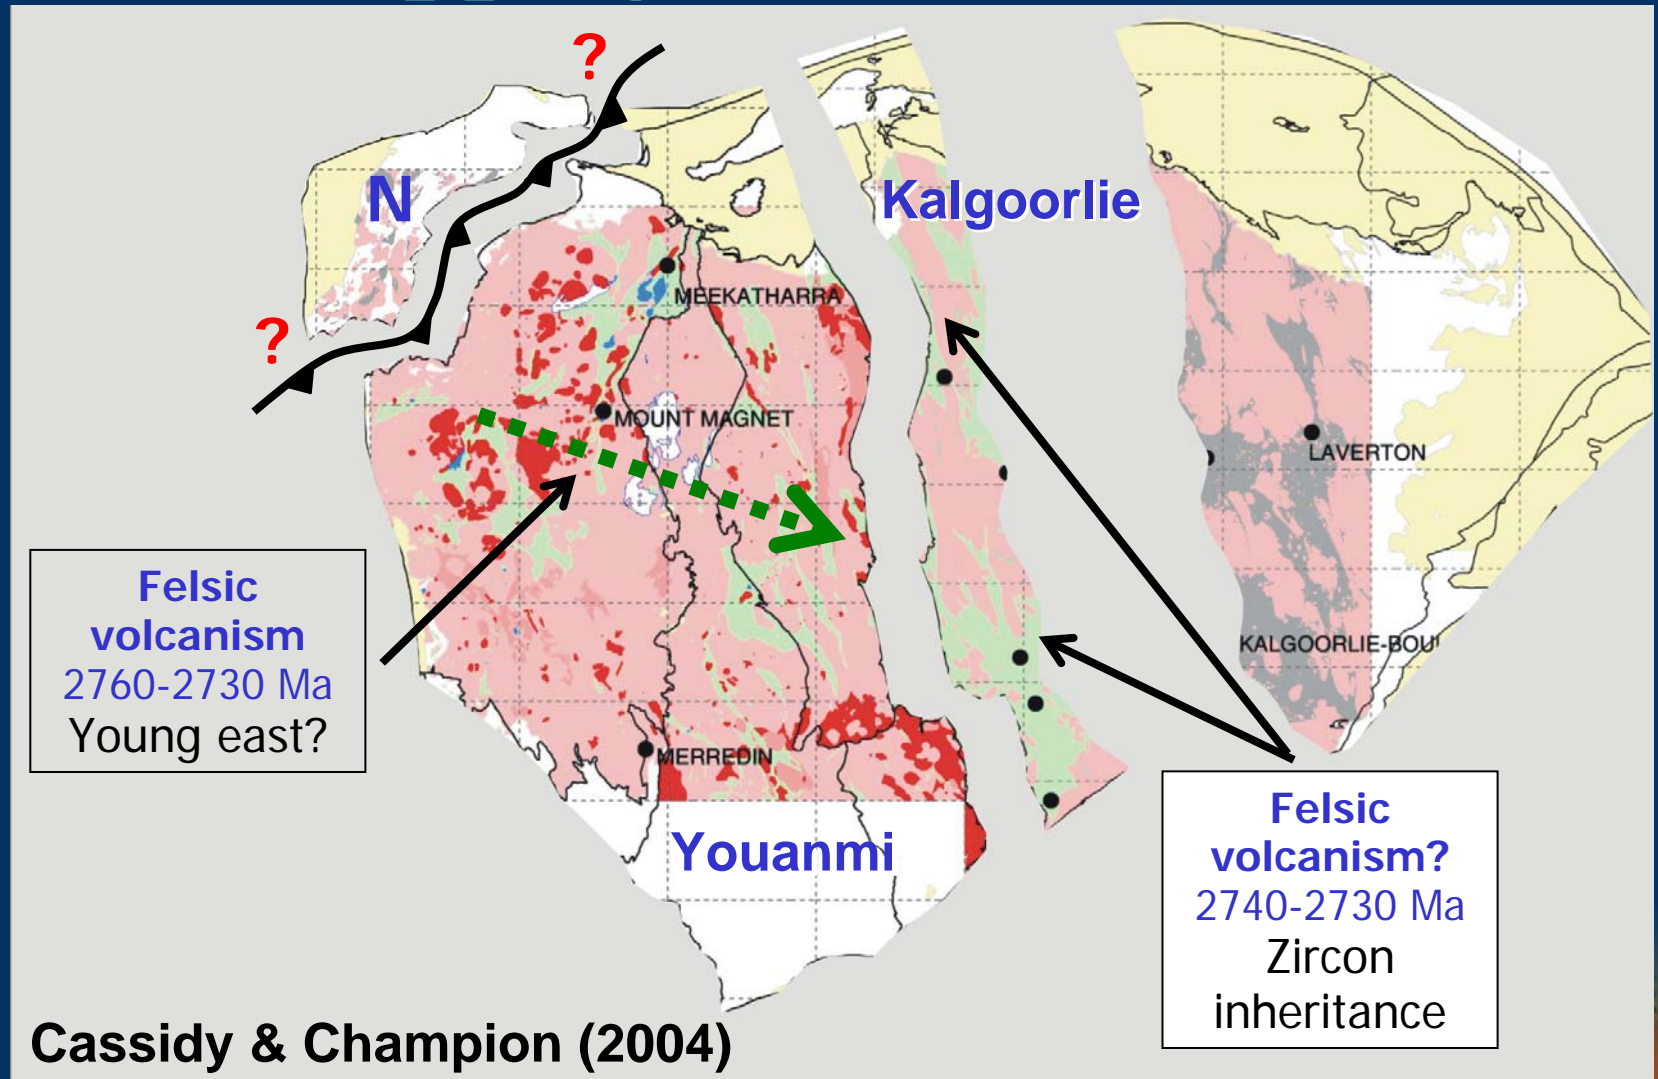 ?
N
Kalgoorlie
MEEKATHARRA
?
MOUNT MAGNET
LAVERTON
Felsic
volcanism
2760-2730 Ma
Young east?
KALGOORLIE-BOU
MERREDIN
Youanmi
Felsic
volcanism?
2740-2730 Ma
Zircon
inheritance
Cassidy & Champion (2004)